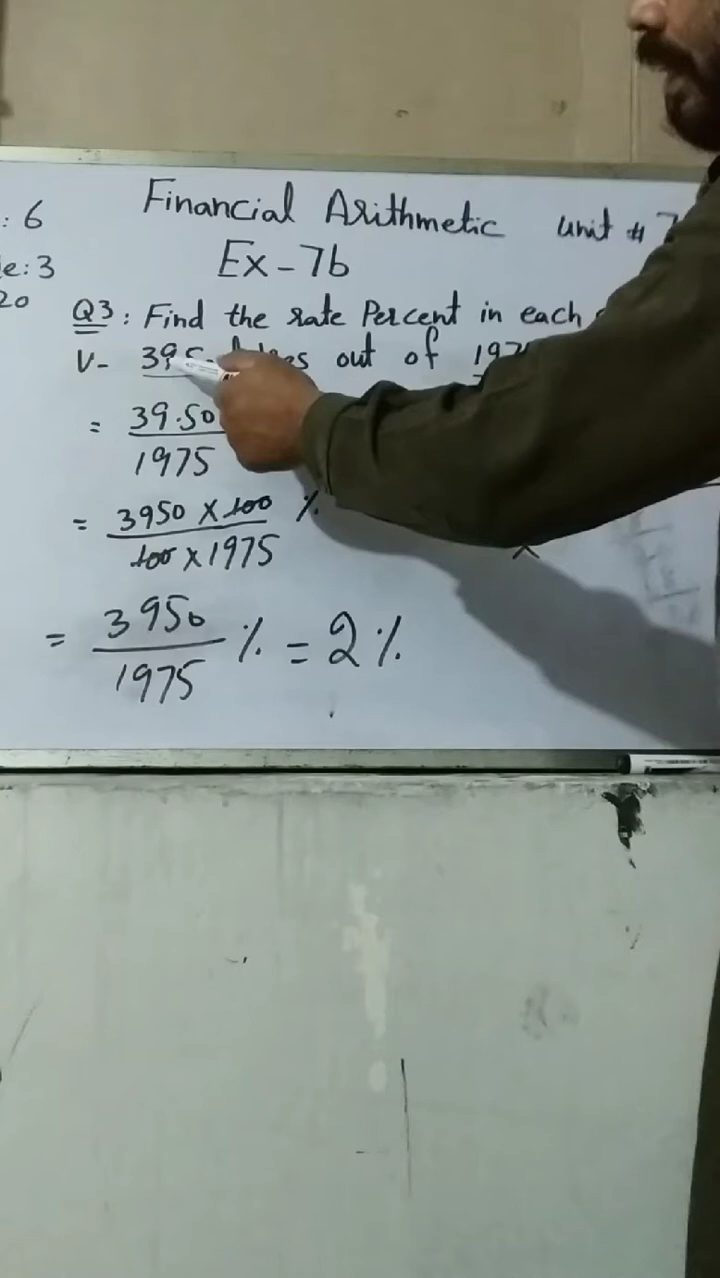 : 6
Financial Arithmetic Unit # 7
e: 3
Ex - 7b
20
Q3: Find the rate Percent in each
V- out of
= 39.50
1975
= 3950 × 100 %
100 × 1975
= 3950 % = 2%
1975